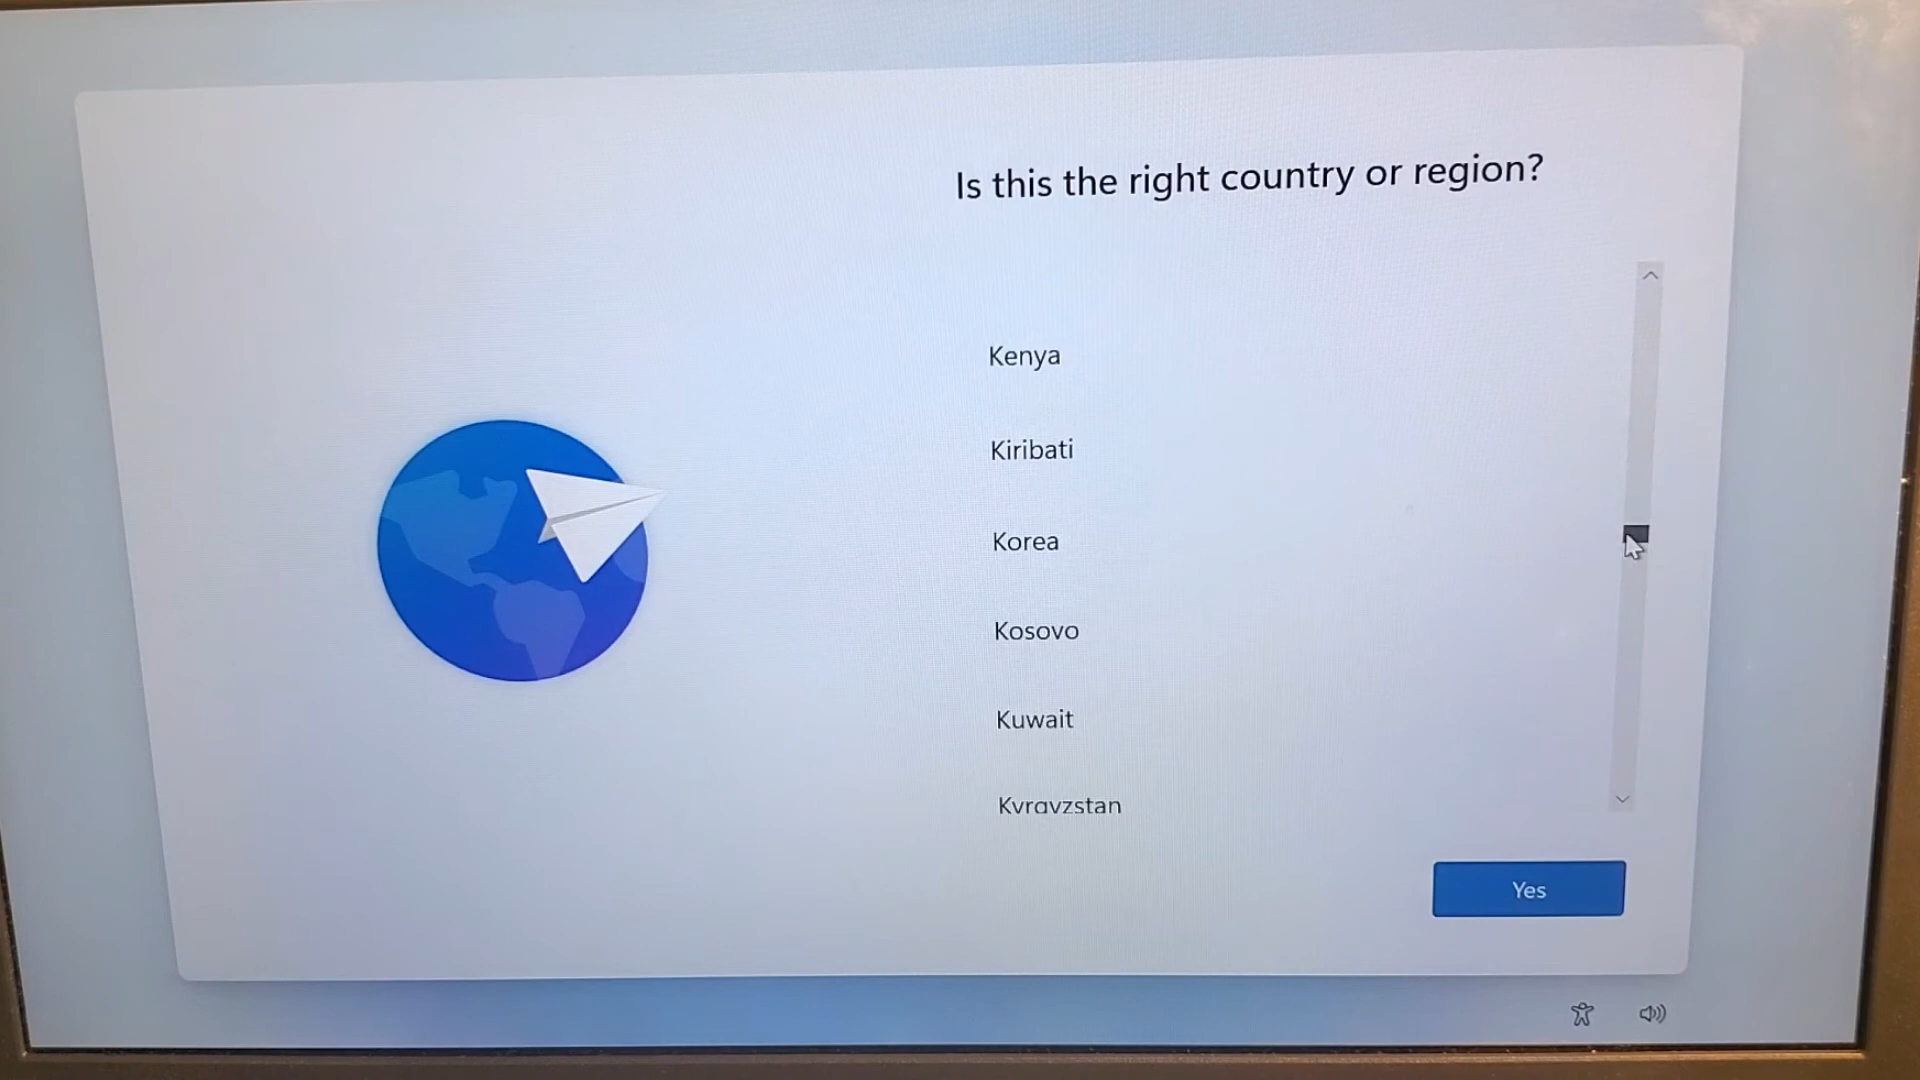 Is this the right country or region?
Kenya
Kiribati
Korea
Kosovo
Kuwait
Kyrgyzstan
Yes